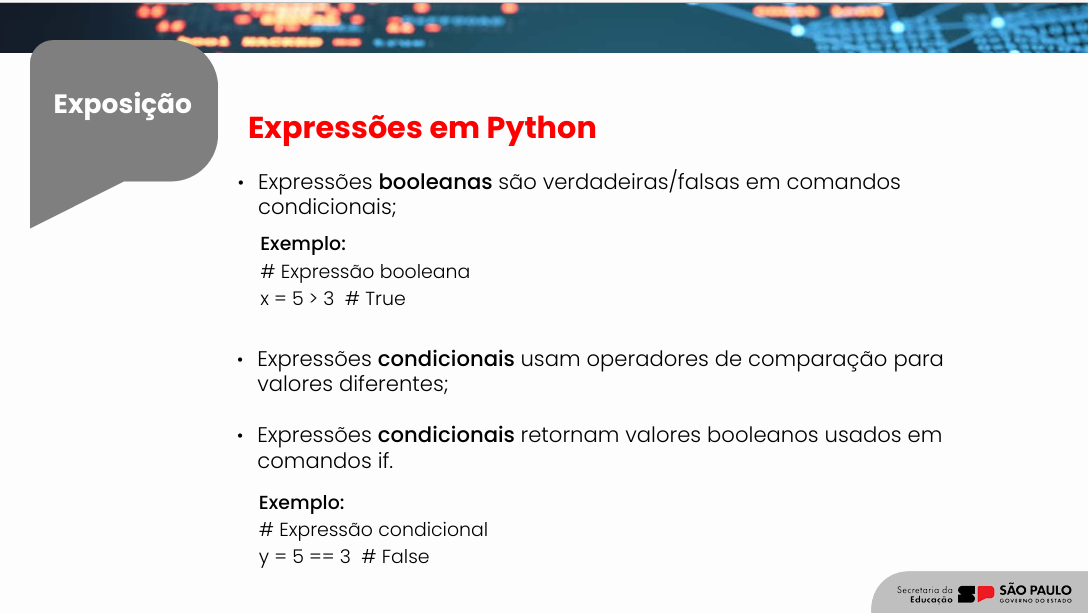 Exposição
Expressões em Python
• Expressões booleanas são verdadeiras/falsas em comandos
condicionais;
Exemplo:
# Expressão booleana
x = 5 > 3 # True
• Expressões condicionais usam operadores de comparação para
valores diferentes;
• Expressões condicionais retornam valores booleanos usados em
comandos if.
Exemplo:
# Expressão condicional
y = 5 == 3 # False
Secretaria da
Educação
SÃO PAULO
GOVERNO DO ESTADO